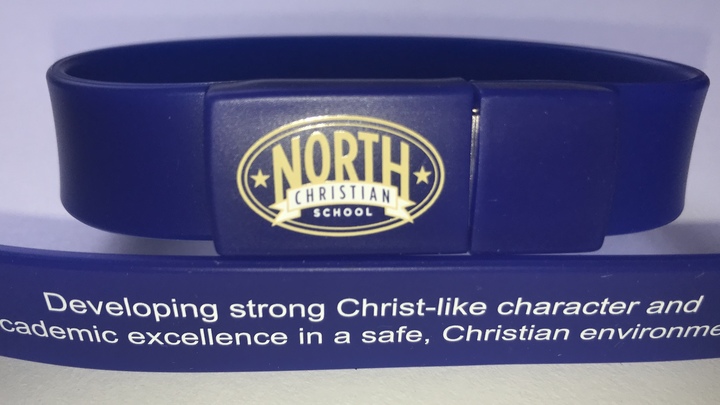 NORTH
CHRISTIAN
SCHOOL
Developing strong Christ-like character and
cademic excellence in a safe, Christian environme